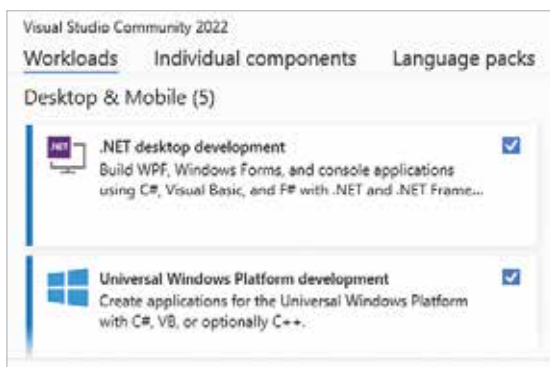 Visual Studio Community 2022
Workloads Individual components Language packs
Desktop & Mobile (5)
.NET
.NET desktop development
Build WPF, Windows Forms, and console applications
using C#, Visual Basic, and F# with .NET and .NET Frame...
Universal Windows Platform development
Create applications for the Universal Windows Platform
with C#, VB, or optionally C++.